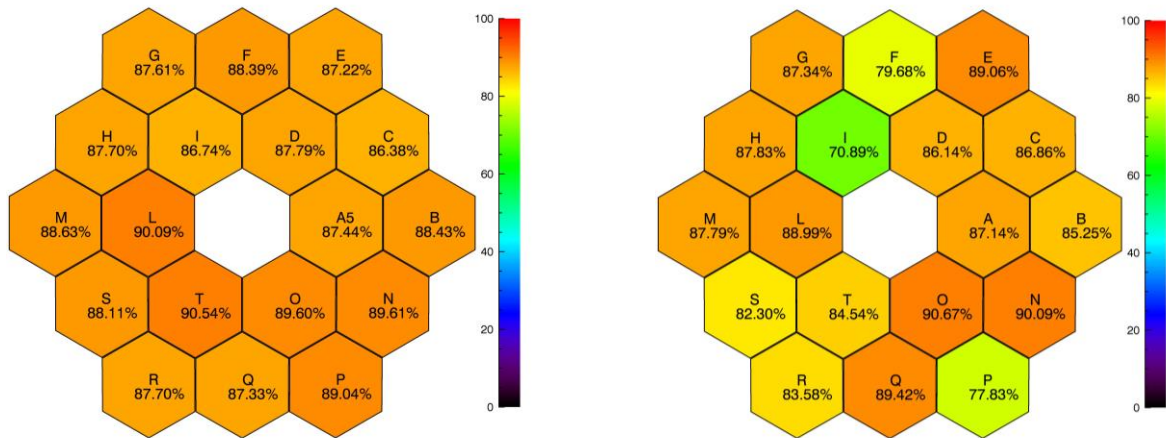 G
87.61%
F
88.39%
E
87.22%
H
87.70%
I
86.74%
D
87.79%
C
86.38%
M
88.63%
L
90.09%
A5
87.44%
B
88.43%
S
88.11%
T
90.54%
O
89.60%
N
89.61%
R
87.70%
Q
87.33%
P
89.04%
100
80
60
40
20
0
G
87.34%
F
79.68%
E
89.06%
H
87.83%
I
70.89%
D
86.14%
C
86.86%
M
87.79%
L
88.99%
A
87.14%
B
85.25%
S
82.30%
T
84.54%
O
90.67%
N
90.09%
R
83.58%
Q
89.42%
P
77.83%
100
80
60
40
20
0